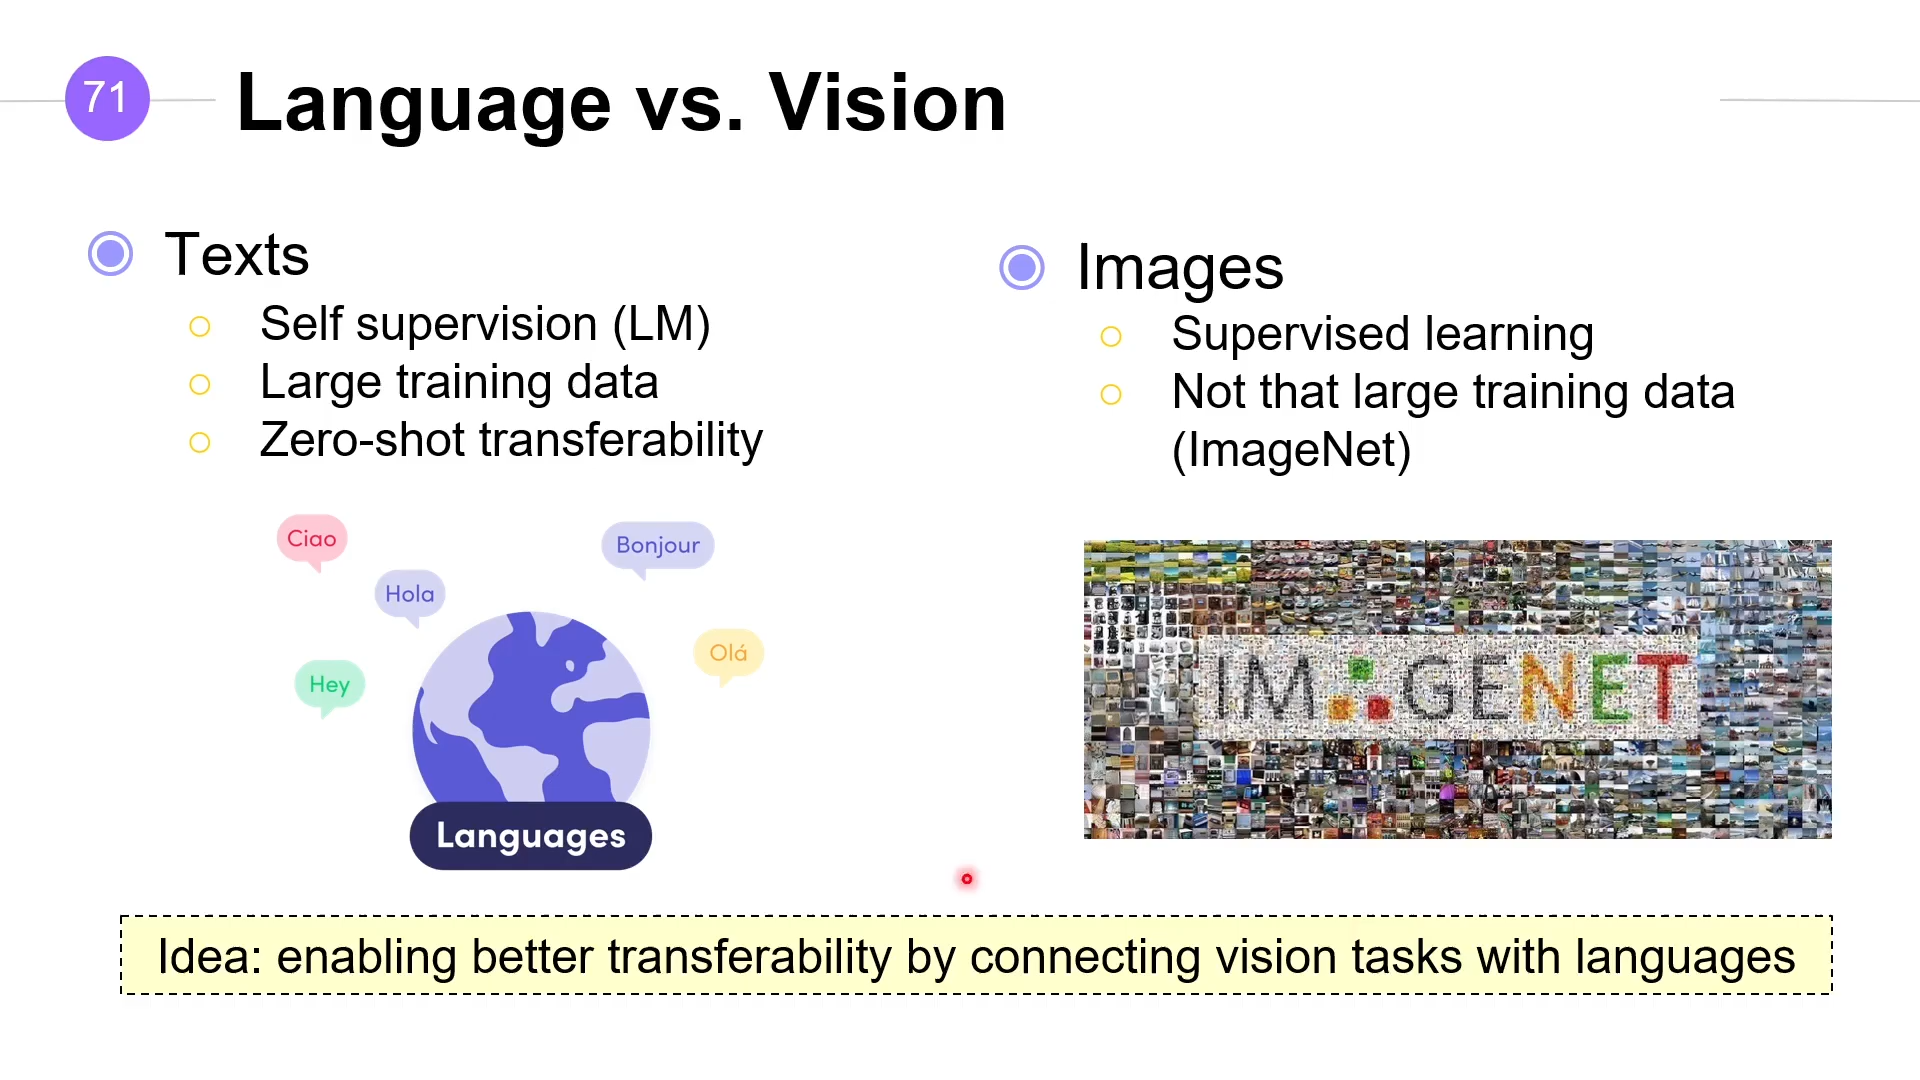 71
Language vs. Vision
Texts
Self supervision (LM)
Large training data
Zero-shot transferability
Images
Supervised learning
Not that large training data
(ImageNet)
Ciao
Hola
Hey
Bonjour
Olá
Languages
IMAGENET
Idea: enabling better transferability by connecting vision tasks with languages